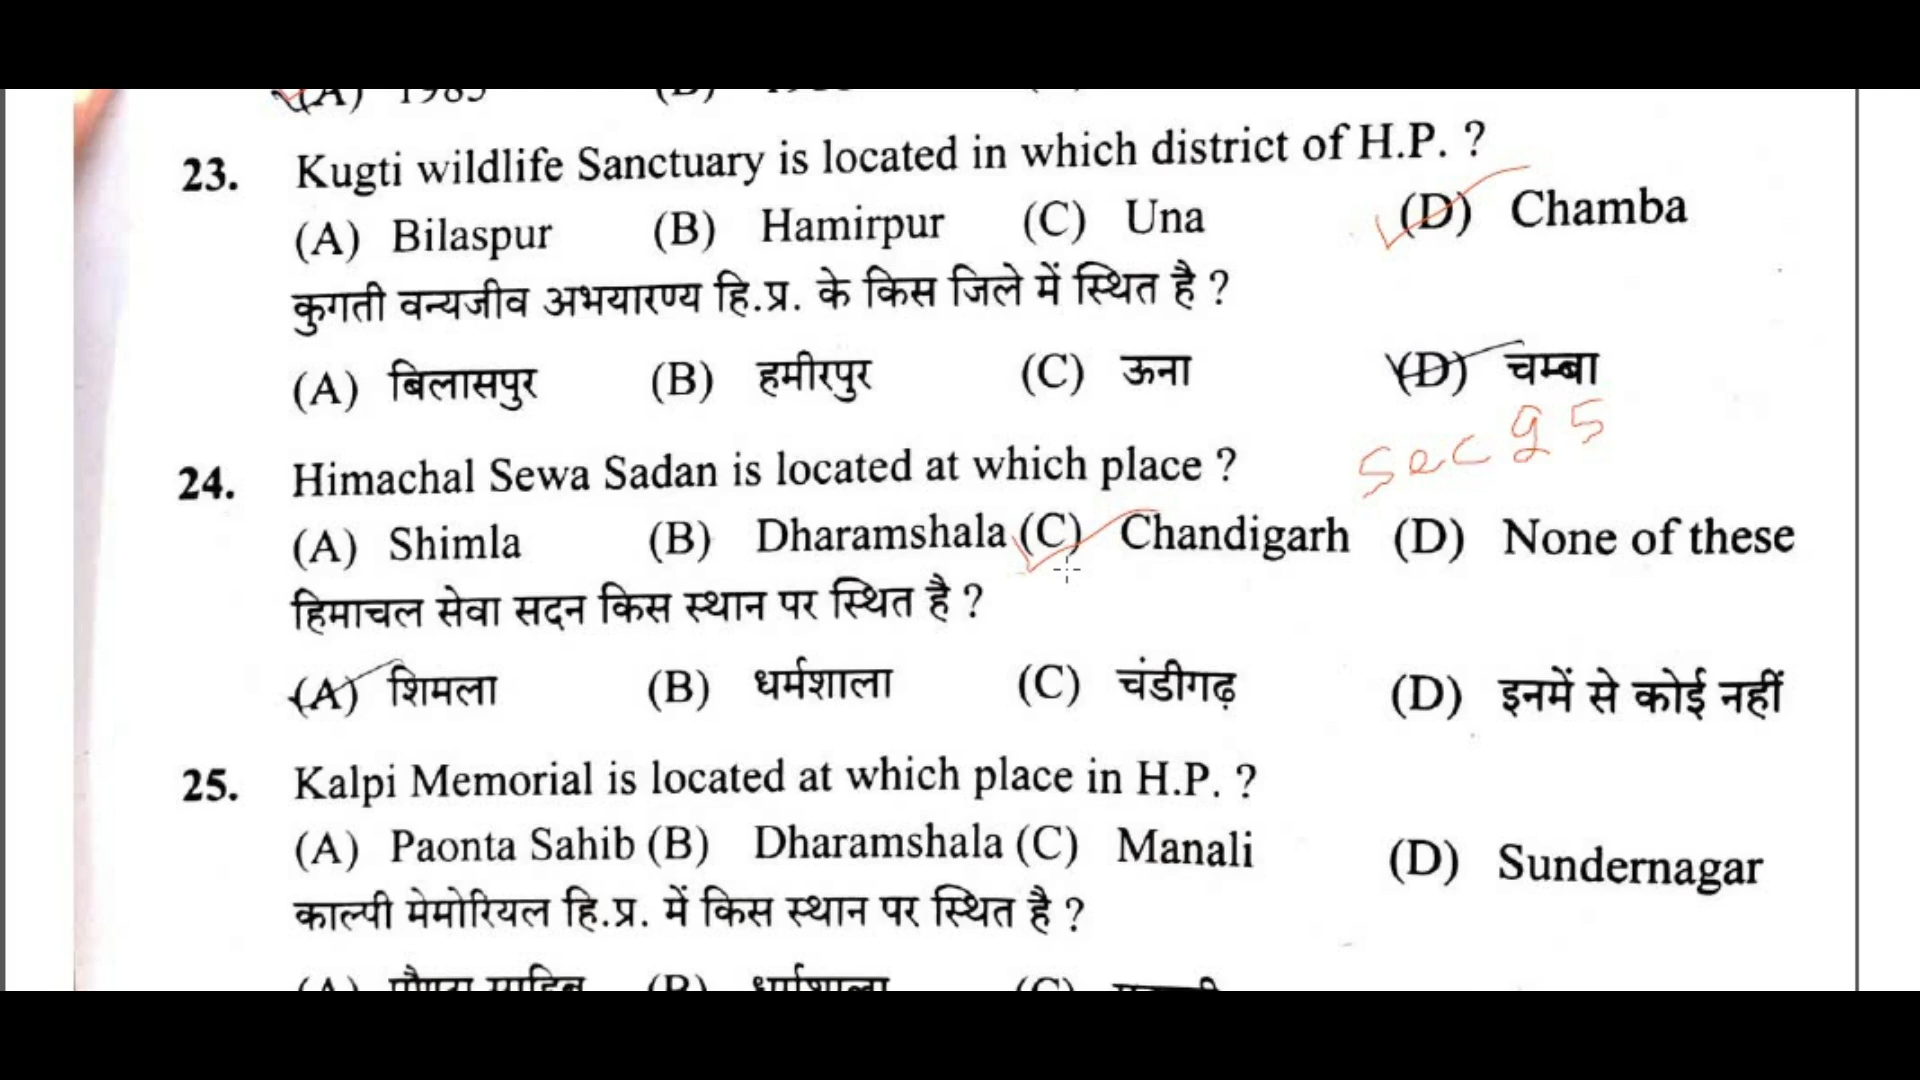 (A) 1985
23. Kugti wildlife Sanctuary is located in which district of H.P. ?
(A) Bilaspur (B) Hamirpur (C) Una (D) Chamba
कुगती वन्यजीव अभयारण्य हि.प्र. के किस जिले में स्थित है ?
(A) बिलासपुर (B) हमीरपुर (C) ऊना (D) चम्बा
24. Himachal Sewa Sadan is located at which place ?
(A) Shimla (B) Dharamshala (C) Chandigarh (D) None of these
हिमाचल सेवा सदन किस स्थान पर स्थित है ?
(A) शिमला (B) धर्मशाला (C) चंडीगढ़ (D) इनमें से कोई नहीं
25. Kalpi Memorial is located at which place in H.P. ?
(A) Paonta Sahib (B) Dharamshala (C) Manali (D) Sundernagar
काल्पी मेमोरियल हि.प्र. में किस स्थान पर स्थित है ?
(B) धर्मशाला